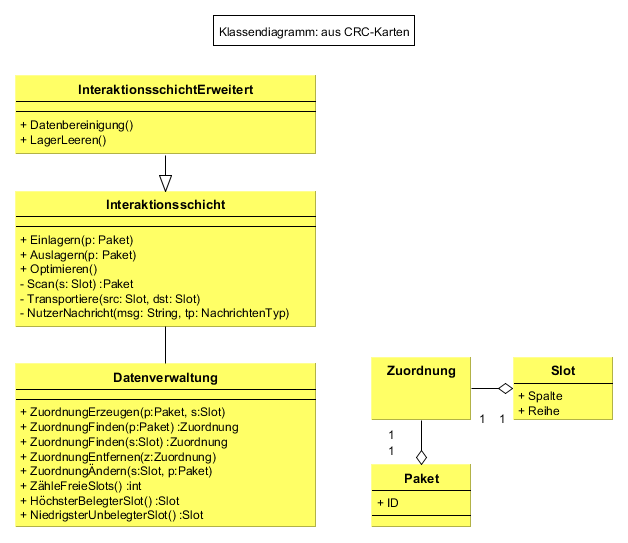 Klassendiagramm: aus CRC-Karten
InteraktionsschichtErweitert
+ Datenbereinigung()
+ LagerLeeren()
Interaktionsschicht
+ Einlagern(p: Paket)
+ Auslagern(p: Paket)
+ Optimieren()
- Scan(s: Slot) :Paket
- Transportiere(src: Slot, dst: Slot)
- NutzerNachricht(msg: String, tp: NachrichtenTyp)
Datenverwaltung
+ ZuordnungErzeugen(p:Paket, s:Slot)
+ ZuordnungFinden(p:Paket) :Zuordnung
+ ZuordnungFinden(s:Slot) :Zuordnung
+ ZuordnungEntfernen(z:Zuordnung)
+ ZuordnungÄndern(s:Slot, p:Paket)
+ ZähleFreieSlots() :int
+ HöchsterBelegterSlot() :Slot
+ NiedrigsterUnbelegterSlot() :Slot
Zuordnung
Slot
+ Spalte
+ Reihe
1 1
1
1
Paket
+ ID